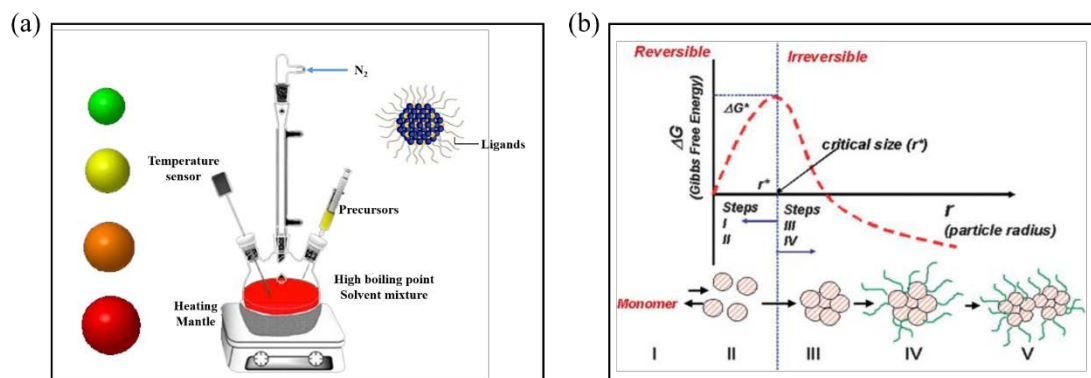 (a)
N2
Ligands
Temperature
sensor
Precursors
High boiling point
Solvent mixture
Heating
Mantle
(b)
Reversible
Irreversible
ΔG
(Gibbs Free Energy)
ΔG*
critical size (r*)
r*
r
(particle radius)
Steps
I
II
Steps
III
IV
Monomer
I
II
III
IV
V